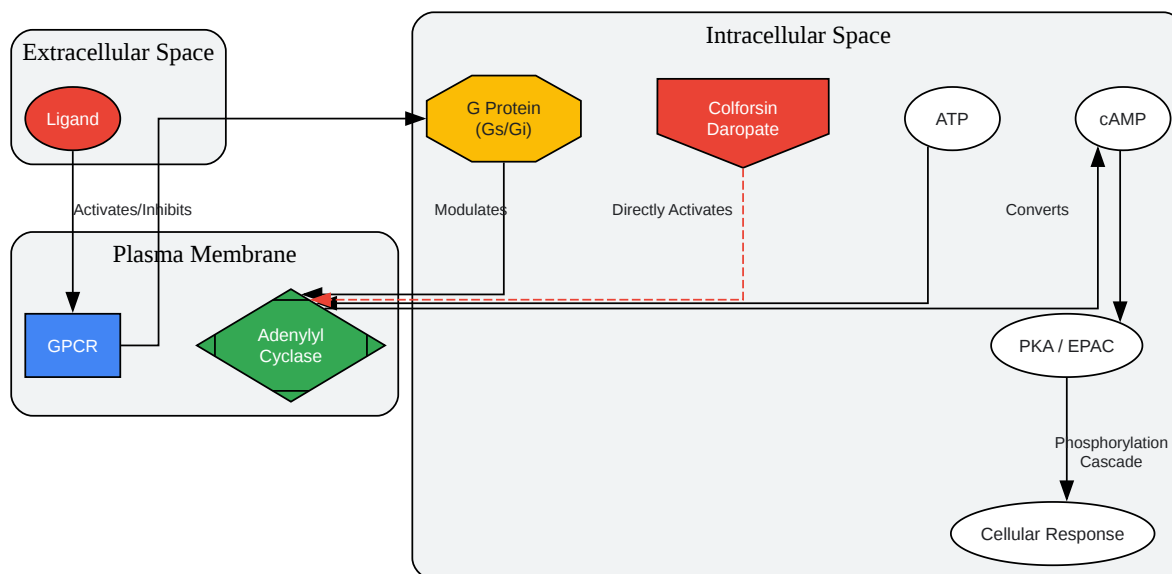 Extracellular Space
Intracellular Space
Ligand
G Protein
(Gs/Gi)
Colforsin
Daropate
ATP
cAMP
Activates/Inhibits
Modulates
Directly Activates
Converts
Plasma Membrane
GPCR
Adenylyl
Cyclase
PKA / EPAC
Phosphorylation
Cascade
Cellular Response